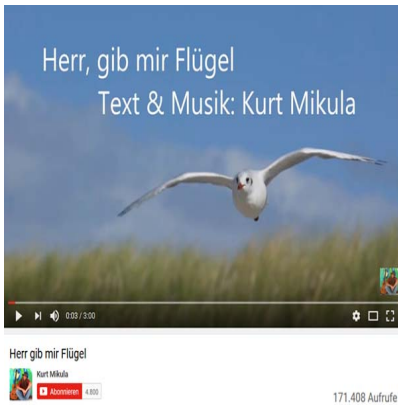 Herr, gib mir Flügel
Text & Musik: Kurt Mikula
0:03 / 3:00
Herr gib mir Flügel
Kurt Mikula
Abonnieren 4.800
171.408 Aufrufe